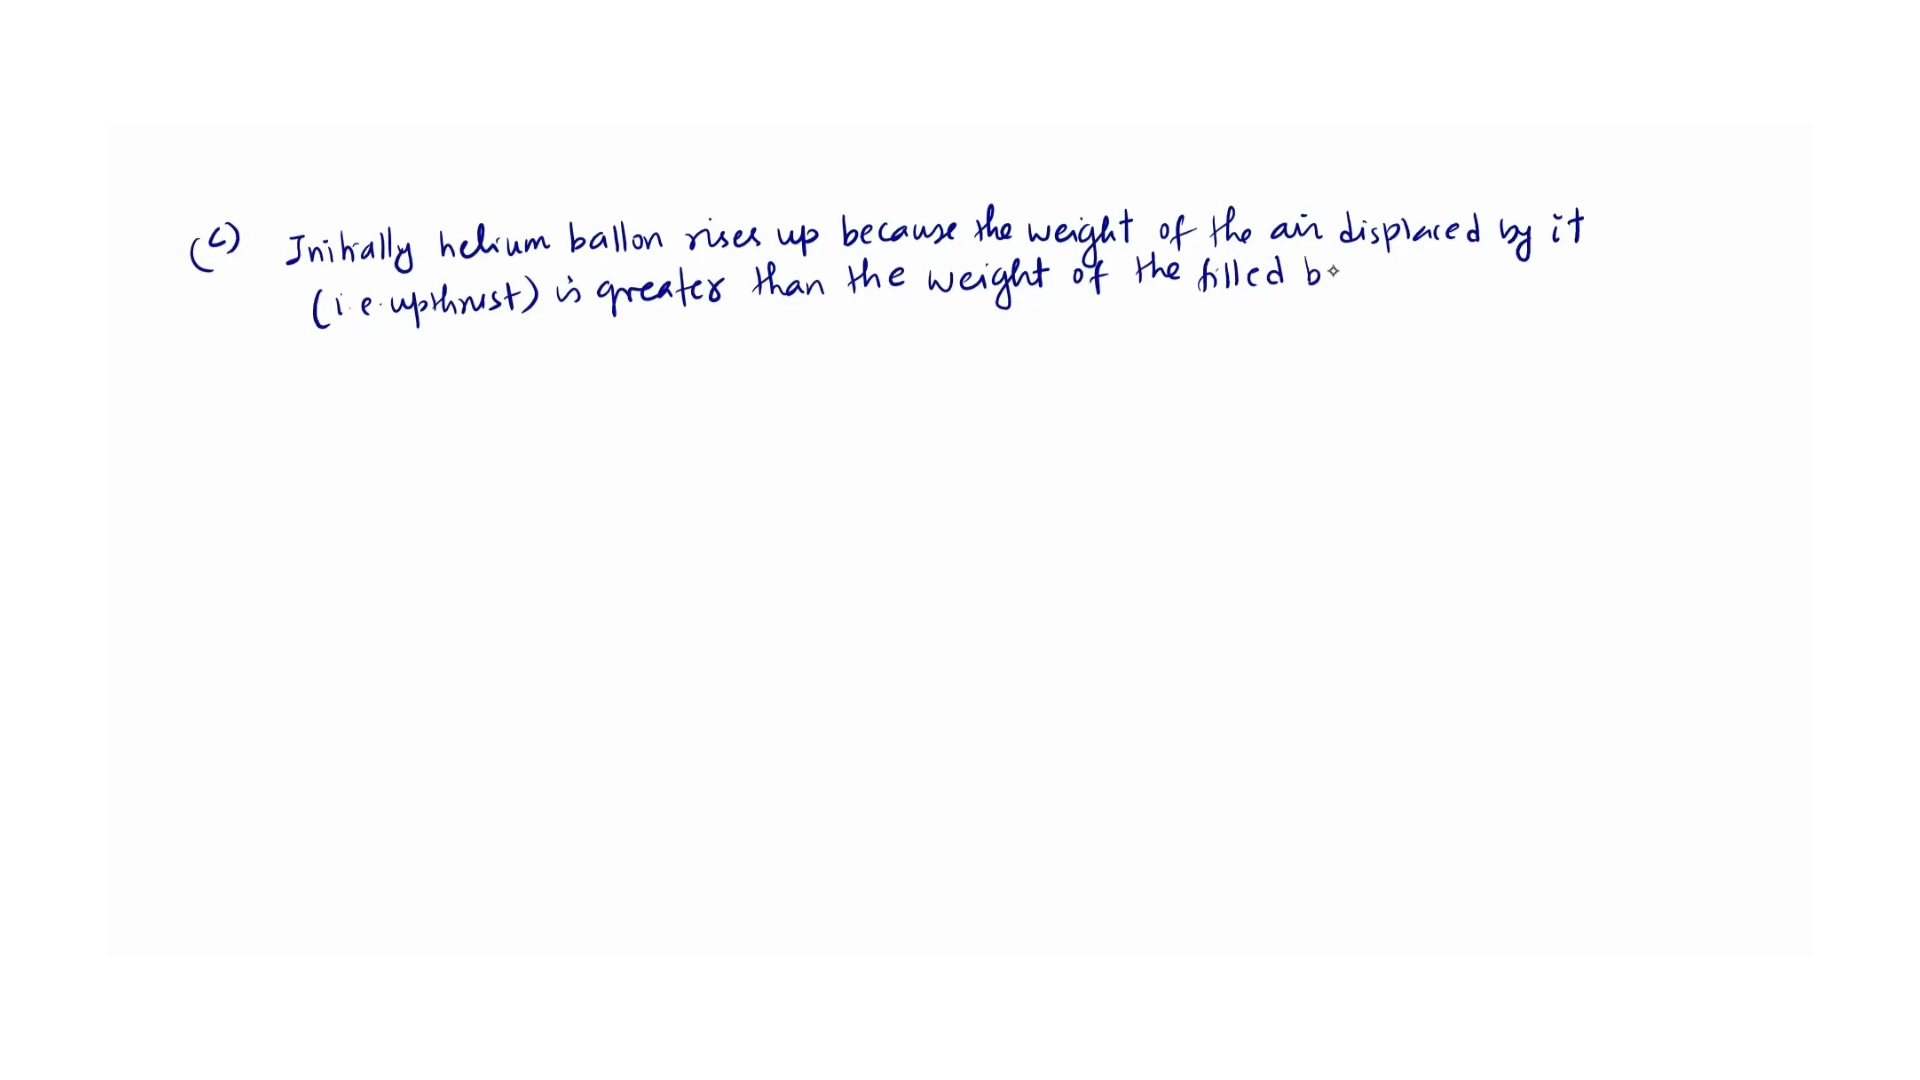 (c) Initially helium ballon rises up because the weight of the air displaced by it
(i.e. upthrust) is greater than the weight of the filled b